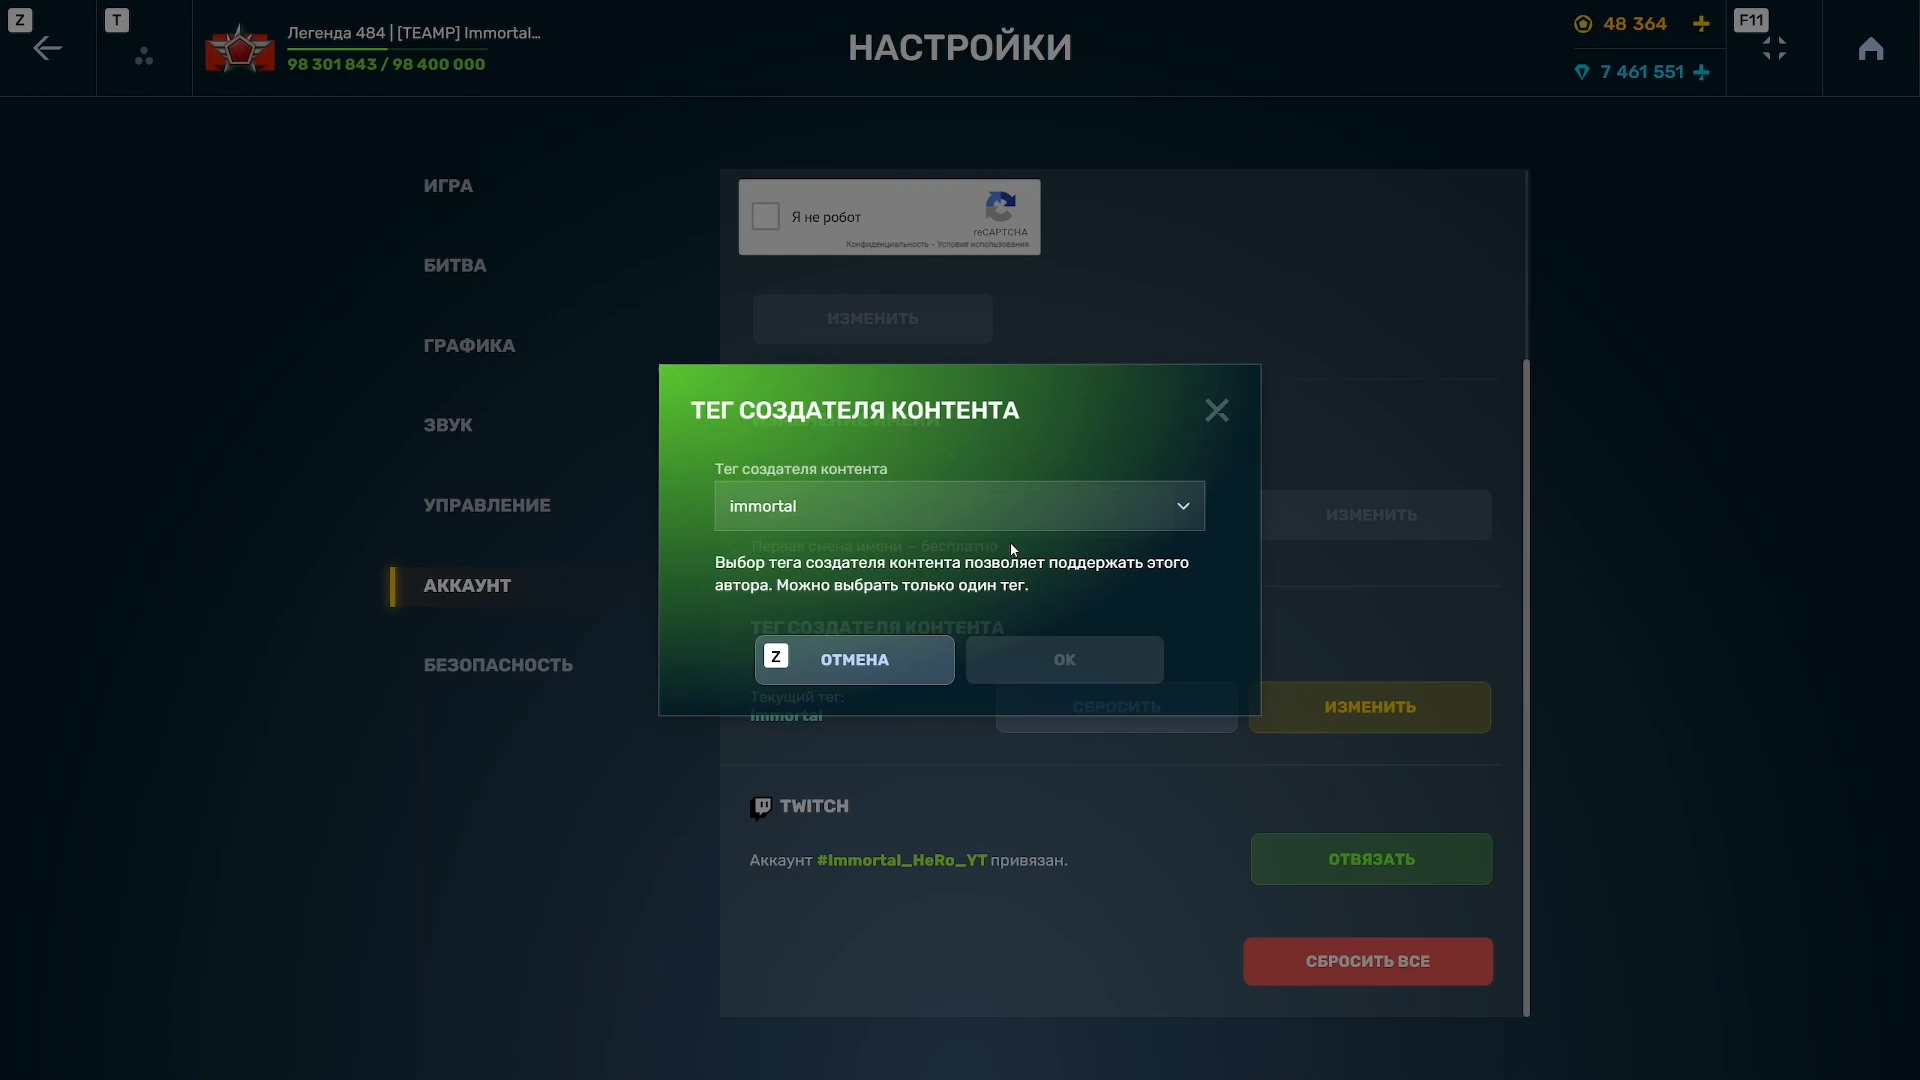 Z
T
Легенда 484 | [TEAMP] Immortal...
98 301 843 / 98 400 000
НАСТРОЙКИ
48 364
7 461 551
F11
ИГРА
БИТВА
ГРАФИКА
ЗВУК
УПРАВЛЕНИЕ
АККАУНТ
БЕЗОПАСНОСТЬ
Я не робот
reCAPTCHA
Конфиденциальность - Условия использования
ИЗМЕНИТЬ
ТЕГ СОЗДАТЕЛЯ КОНТЕНТА
ИЗМЕНЕНИЕ ИМЕНИ
Тег создателя контента
immortal
ИЗМЕНИТЬ
Первая смена имени — бесплатно
Выбор тега создателя контента позволяет поддержать этого
автора. Можно выбрать только один тег.
ТЕГ СОЗДАТЕЛЯ КОНТЕНТА
Z
ОТМЕНА
ОК
Текущий тег:
immortal
СБРОСИТЬ
ИЗМЕНИТЬ
TWITCH
Аккаунт #Immortal_HeRo_YT привязан.
ОТВЯЗАТЬ
СБРОСИТЬ ВСЕ